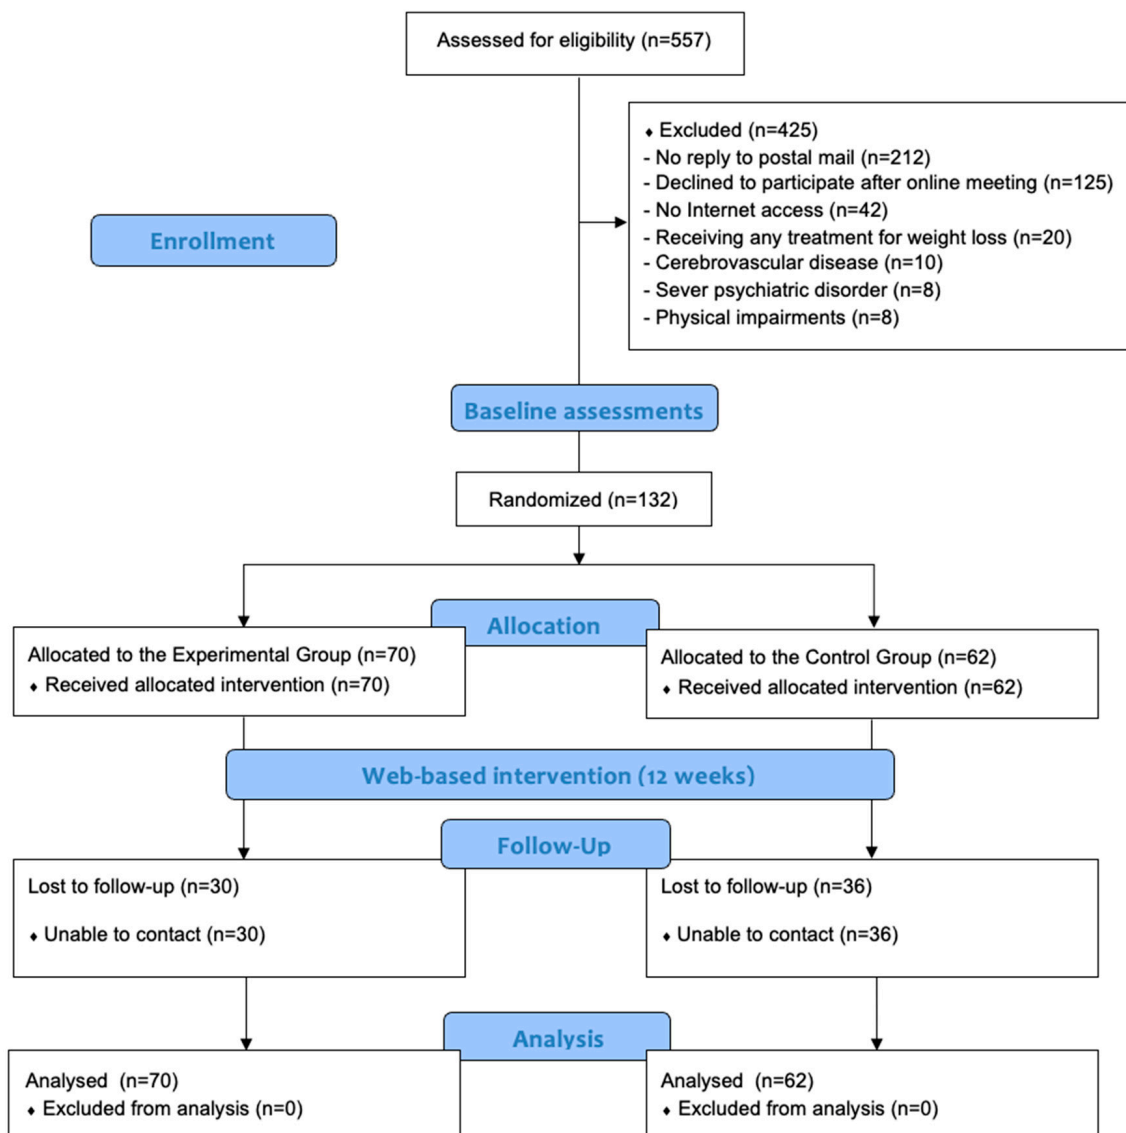 Assessed for eligibility (n=557)
♦ Excluded (n=425)
- No reply to postal mail (n=212)
- Declined to participate after online meeting (n=125)
- No Internet access (n=42)
- Receiving any treatment for weight loss (n=20)
- Cerebrovascular disease (n=10)
- Sever psychiatric disorder (n=8)
- Physical impairments (n=8)
Enrollment
Baseline assessments
Randomized (n=132)
Allocation
Allocated to the Experimental Group (n=70)
♦ Received allocated intervention (n=70)
Allocated to the Control Group (n=62)
♦ Received allocated intervention (n=62)
Web-based intervention (12 weeks)
Follow-Up
Lost to follow-up (n=30)
♦ Unable to contact (n=30)
Lost to follow-up (n=36)
♦ Unable to contact (n=36)
Analysis
Analysed (n=70)
♦ Excluded from analysis (n=0)
Analysed (n=62)
♦ Excluded from analysis (n=0)